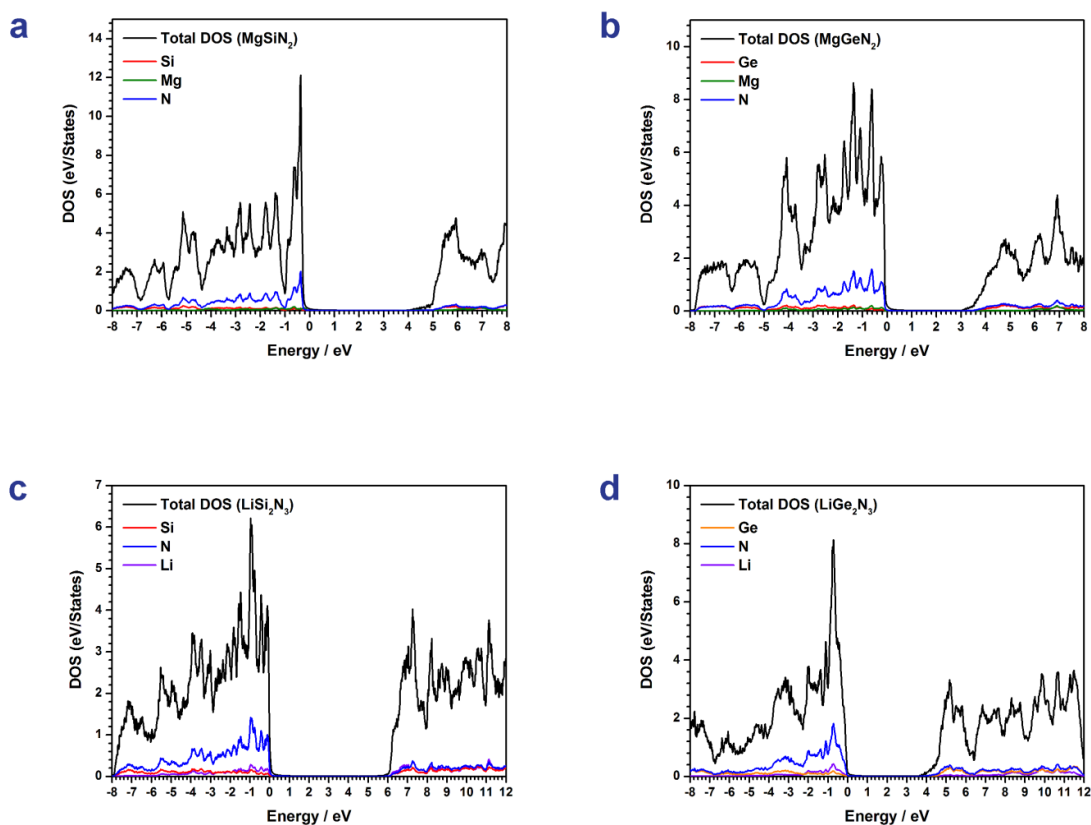 a
14
12
10
8
6
4
2
0
DOS (eV/States)
Total DOS (MgSiN₂)
Si
Mg
N
-8 -7 -6 -5 -4 -3 -2 -1 0 1 2 3 4 5 6 7 8
Energy / eV
b
10
8
6
4
2
0
DOS (eV/States)
Total DOS (MgGeN₂)
Ge
Mg
N
-8 -7 -6 -5 -4 -3 -2 -1 0 1 2 3 4 5 6 7 8
Energy / eV
c
7
6
5
4
3
2
1
0
DOS (eV/States)
Total DOS (LiSi₂N₃)
Si
N
Li
-8 -7 -6 -5 -4 -3 -2 -1 0 1 2 3 4 5 6 7 8 9 10 11 12
Energy / eV
d
10
8
6
4
2
0
DOS (eV/States)
Total DOS (LiGe₂N₃)
Ge
N
Li
-8 -7 -6 -5 -4 -3 -2 -1 0 1 2 3 4 5 6 7 8 9 10 11 12
Energy / eV